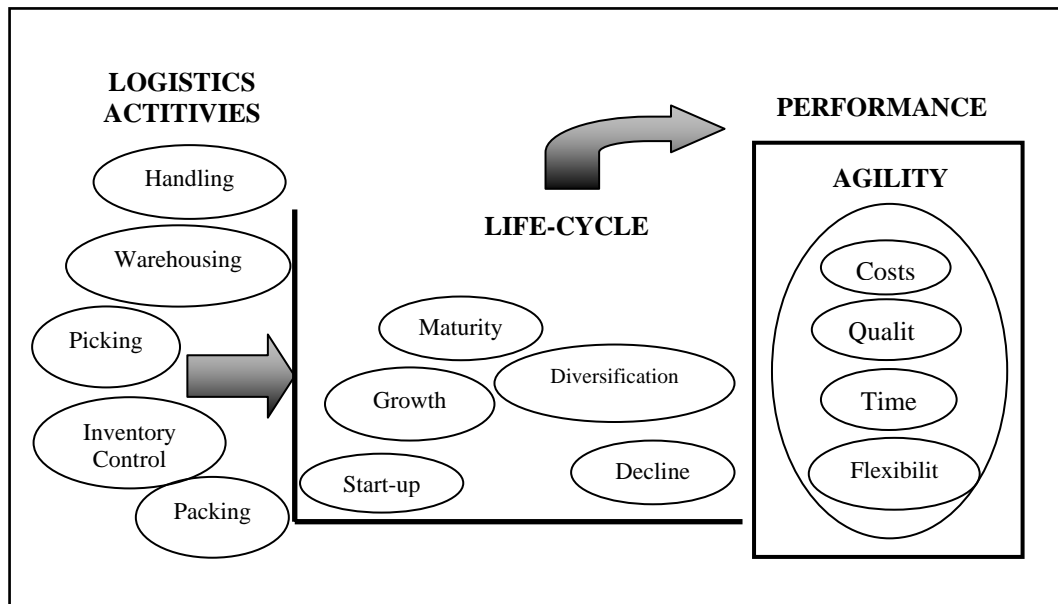 LOGISTICS
ACTITIVIES
Handling
Warehousing
Picking
Inventory
Control
Packing
LIFE-CYCLE
Maturity
Diversification
Growth
Start-up
Decline
PERFORMANCE
AGILITY
Costs
Qualit
Time
Flexibilit